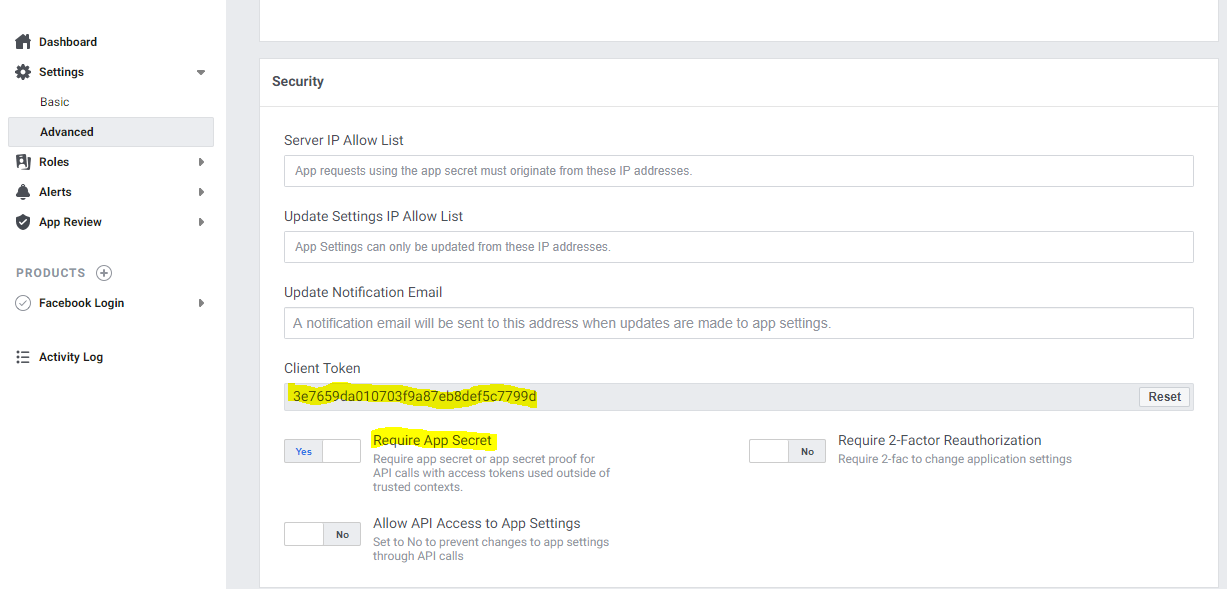 Dashboard
Settings
Basic
Advanced
Roles
Alerts
App Review
PRODUCTS
Facebook Login
Activity Log
Security
Server IP Allow List
App requests using the app secret must originate from these IP addresses.
Update Settings IP Allow List
App Settings can only be updated from these IP addresses.
Update Notification Email
A notification email will be sent to this address when updates are made to app settings.
Client Token
3e7659da010703f9a87eb8def5c7799d
Reset
Yes
Require App Secret
Require app secret or app secret proof for
API calls with access tokens used outside of
trusted contexts.
No
Require 2-Factor Reauthorization
Require 2-fac to change application settings
No
Allow API Access to App Settings
Set to No to prevent changes to app settings
through API calls